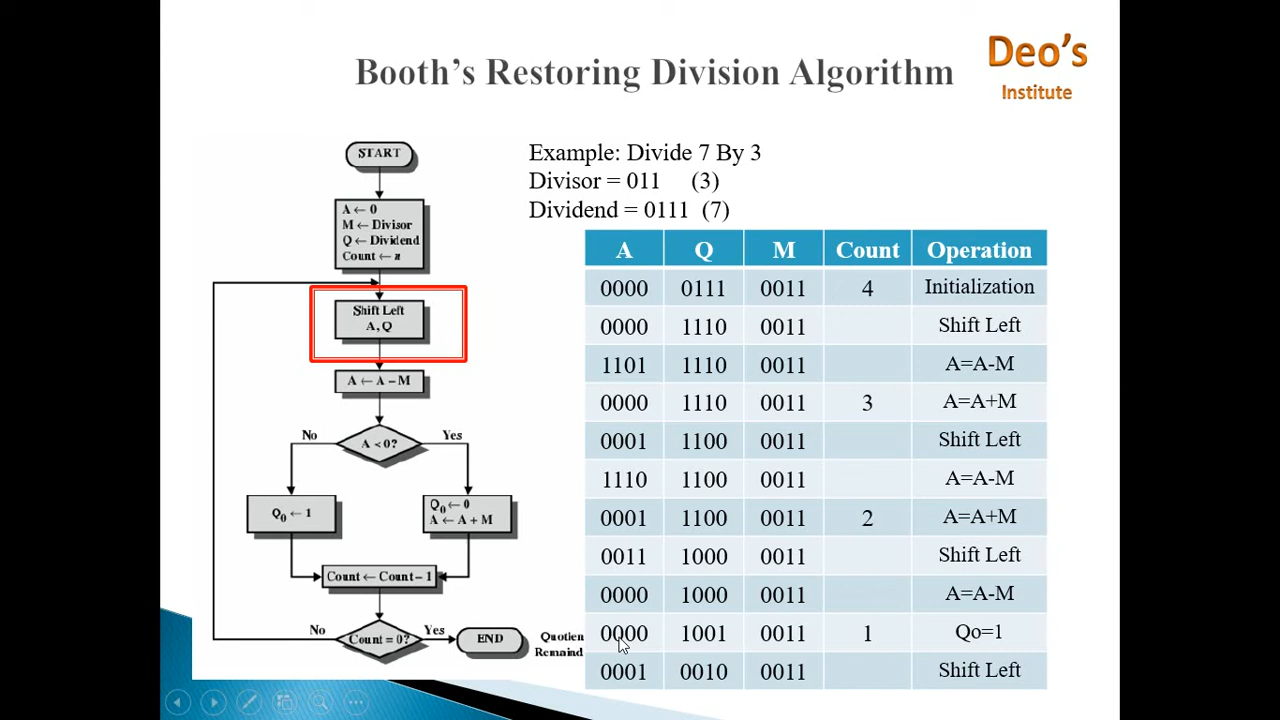 Booth's Restoring Division Algorithm
Deo's
Institute
START
A ← 0
M ← Divisor
Q ← Dividend
Count ← n
Shift Left
A, Q
A ← A – M
No
A < 0?
Yes
Q0 ← 1
Q0 ← 0
A ← A + M
Count ← Count – 1
No
Count = 0?
Yes
END
Quotien
Remaind
Example: Divide 7 By 3
Divisor = 011 (3)
Dividend = 0111 (7)
A Q M Count Operation
0000 0111 0011 4 Initialization
0000 1110 0011 Shift Left
1101 1110 0011 A=A-M
0000 1110 0011 3 A=A+M
0001 1100 0011 Shift Left
1110 1100 0011 A=A-M
0001 1100 0011 2 A=A+M
0011 1000 0011 Shift Left
0000 1000 0011 A=A-M
0000 1001 0011 1 Qo=1
0001 0010 0011 Shift Left